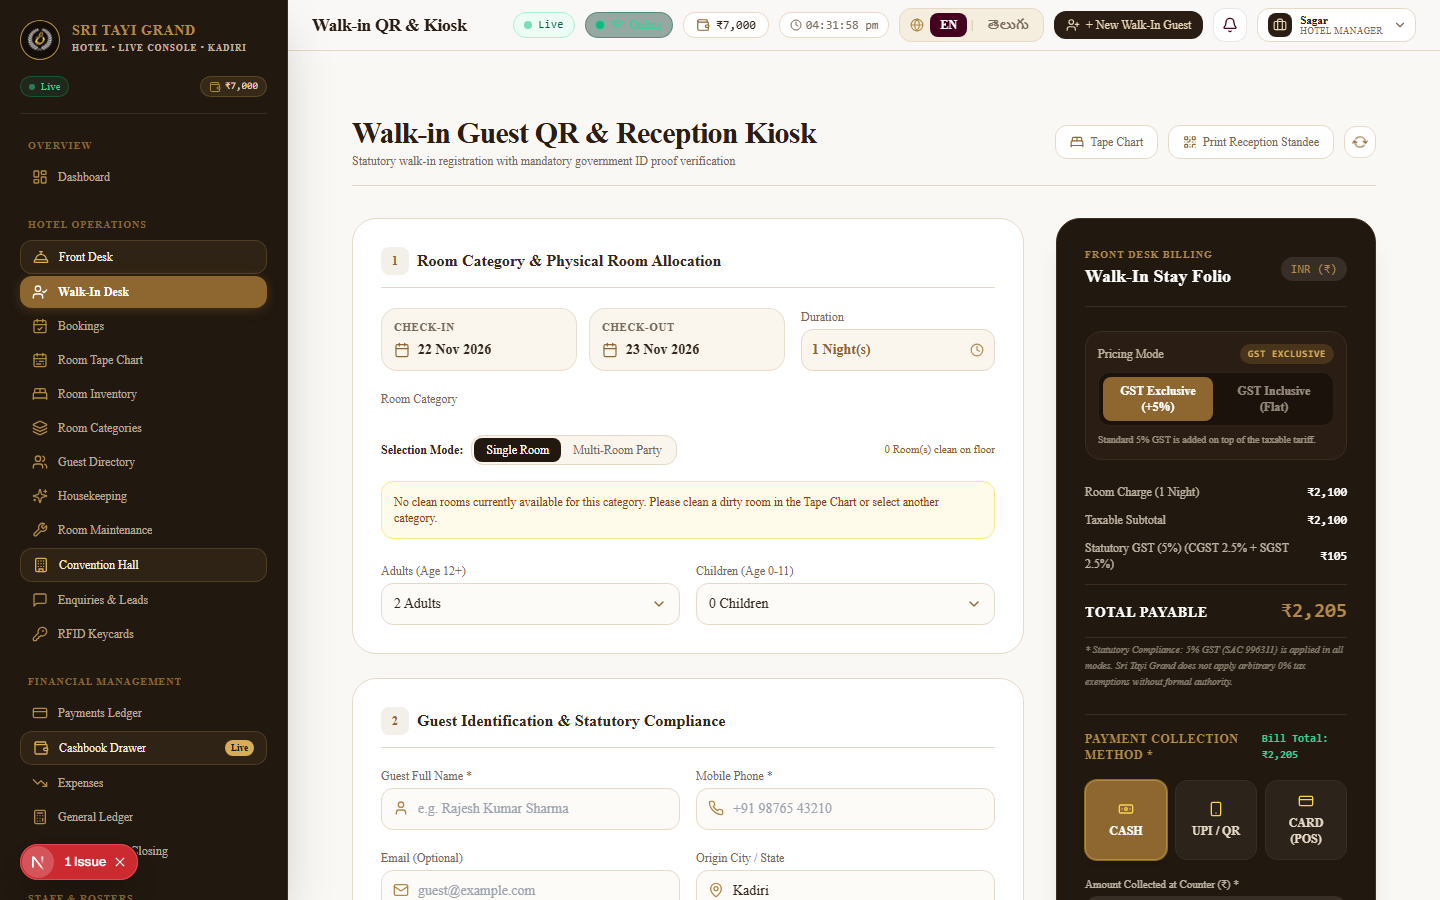 SRI TAYI GRAND
HOTEL • LIVE CONSOLE • KADIRI
Live
₹7,000
OVERVIEW
Dashboard
HOTEL OPERATIONS
Front Desk
Walk-In Desk
Bookings
Room Tape Chart
Room Inventory
Room Categories
Guest Directory
Housekeeping
Room Maintenance
Convention Hall
Enquiries & Leads
RFID Keycards
FINANCIAL MANAGEMENT
Payments Ledger
Cashbook Drawer
Live
Expenses
General Ledger
Closing
N
1 Issue
STAFF & ROSTERS
Walk-in QR & Kiosk
Live
Online
₹7,000
04:31:58 pm
EN
తెలుగు
+ New Walk-In Guest
Sagar
HOTEL MANAGER
Walk-in Guest QR & Reception Kiosk
Statutory walk-in registration with mandatory government ID proof verification
Tape Chart
Print Reception Standee
1
Room Category & Physical Room Allocation
CHECK-IN
22 Nov 2026
CHECK-OUT
23 Nov 2026
Duration
1 Night(s)
Room Category
Selection Mode:
Single Room
Multi-Room Party
0 Room(s) clean on floor
No clean rooms currently available for this category. Please clean a dirty room in the Tape Chart or select another
category.
Adults (Age 12+)
2 Adults
Children (Age 0-11)
0 Children
2
Guest Identification & Statutory Compliance
Guest Full Name *
e.g. Rajesh Kumar Sharma
Mobile Phone *
+91 98765 43210
Email (Optional)
guest@example.com
Origin City / State
Kadiri
FRONT DESK BILLING
Walk-In Stay Folio
INR (₹)
Pricing Mode
GST EXCLUSIVE
GST Exclusive
(+5%)
GST Inclusive
(Flat)
Standard 5% GST is added on top of the taxable tariff.
Room Charge (1 Night)
₹2,100
Taxable Subtotal
₹2,100
Statutory GST (5%) (CGST 2.5% + SGST
2.5%)
₹105
TOTAL PAYABLE
₹2,205
* Statutory Compliance: 5% GST (SAC 996311) is applied in all
modes. Sri Tayi Grand does not apply arbitrary 0% tax
exemptions without formal authority.
PAYMENT COLLECTION
METHOD *
Bill Total:
₹2,205
CASH
UPI / QR
CARD
(POS)
Amount Collected at Counter (₹) *